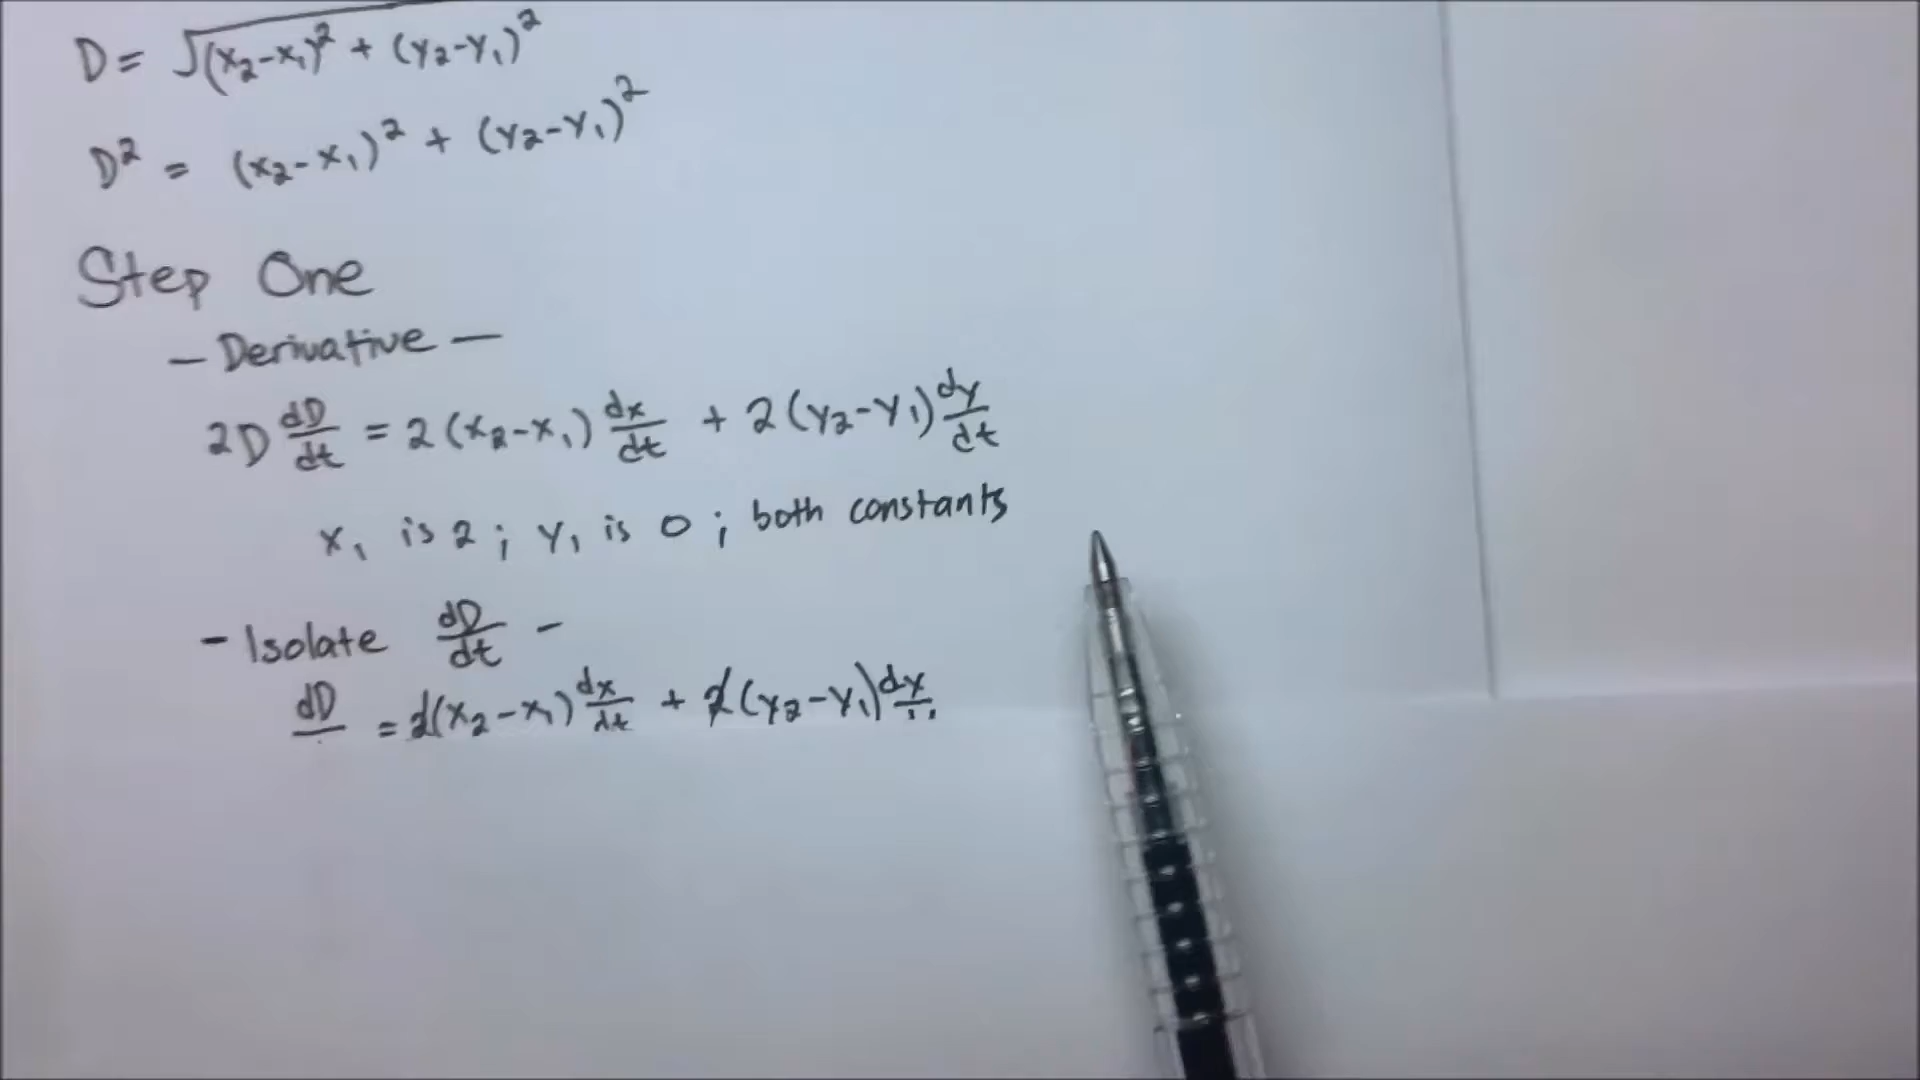 D = √(x₂-x₁)² + (y₂-y₁)²
D² = (x₂-x₁)² + (y₂-y₁)²
Step One
- Derivative -
2D dD/dt = 2(x₂-x₁) dx/dt + 2(y₂-y₁) dy/dt
x₁ is 2 ; y₁ is 0 ; both constants
- Isolate dD/dt -
dD = 2(x₂-x₁) dx/dt + 2(y₂-y₁) dy